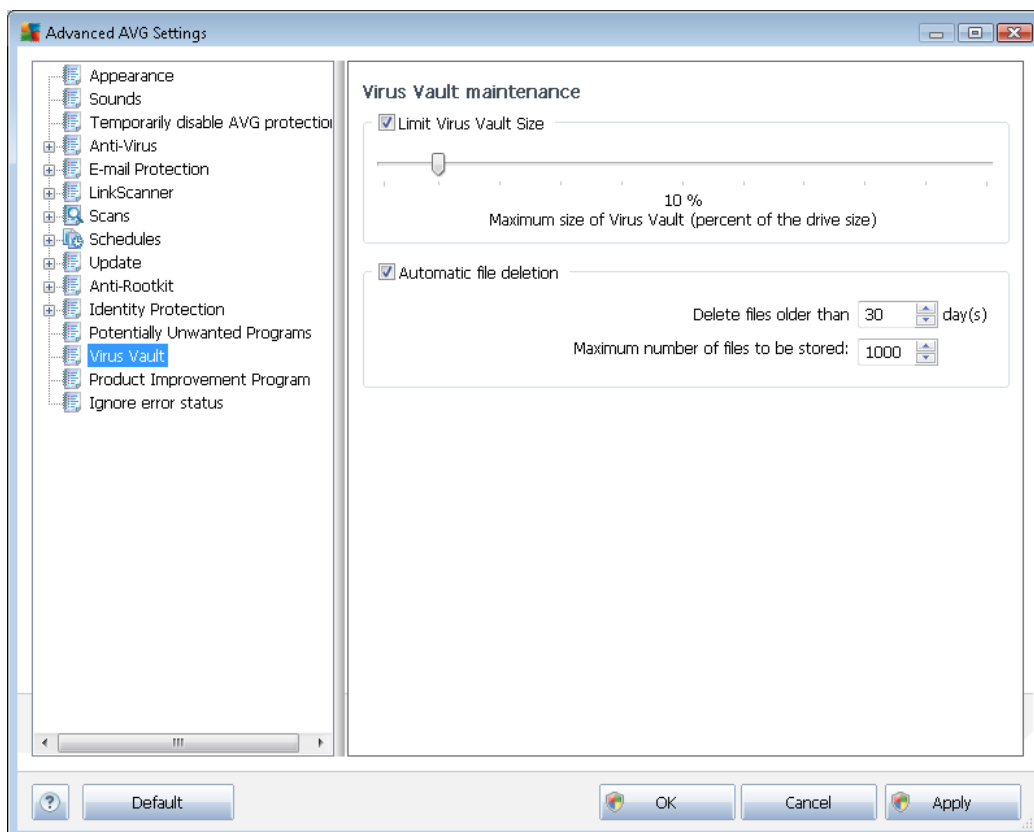 Advanced AVG Settings
Appearance
Sounds
Temporarily disable AVG protection
Anti-Virus
E-mail Protection
LinkScanner
Scans
Schedules
Update
Anti-Rootkit
Identity Protection
Potentially Unwanted Programs
Virus Vault
Product Improvement Program
Ignore error status
Virus Vault maintenance
Limit Virus Vault Size
10 %
Maximum size of Virus Vault (percent of the drive size)
Automatic file deletion
Delete files older than 30 day(s)
Maximum number of files to be stored: 1000
? Default OK Cancel Apply